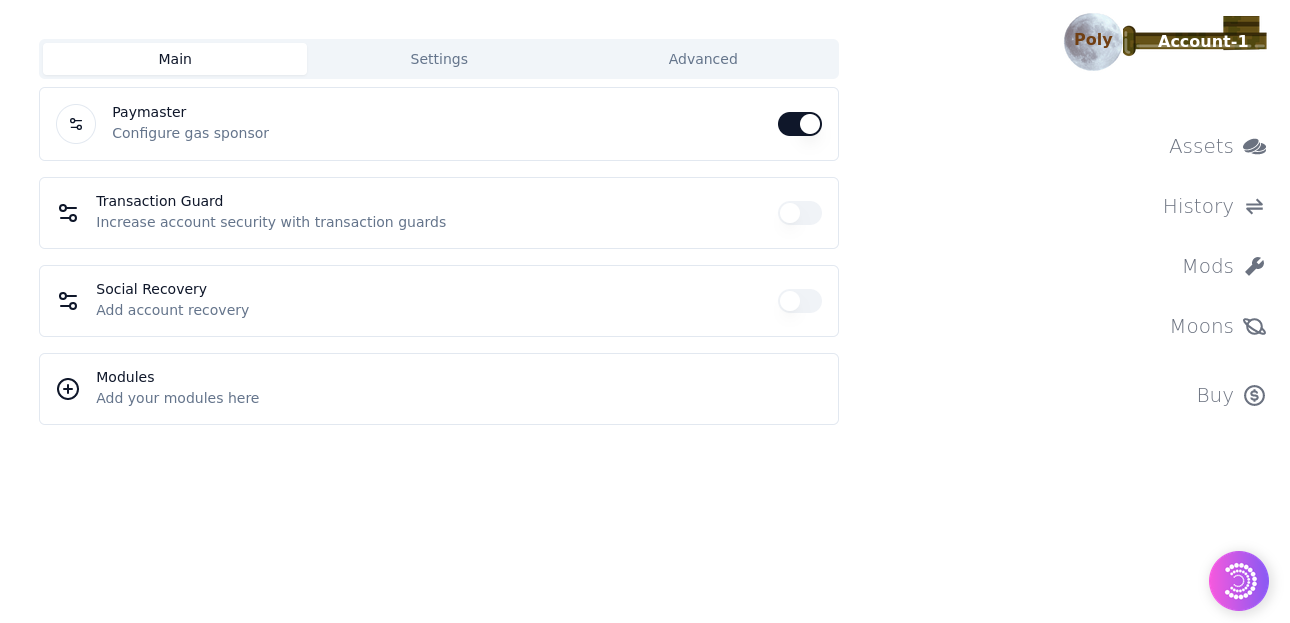 Main
Settings
Advanced
Paymaster
Configure gas sponsor
Transaction Guard
Increase account security with transaction guards
Social Recovery
Add account recovery
Modules
Add your modules here
Poly
Account-1
Assets
History
Mods
Moons
Buy